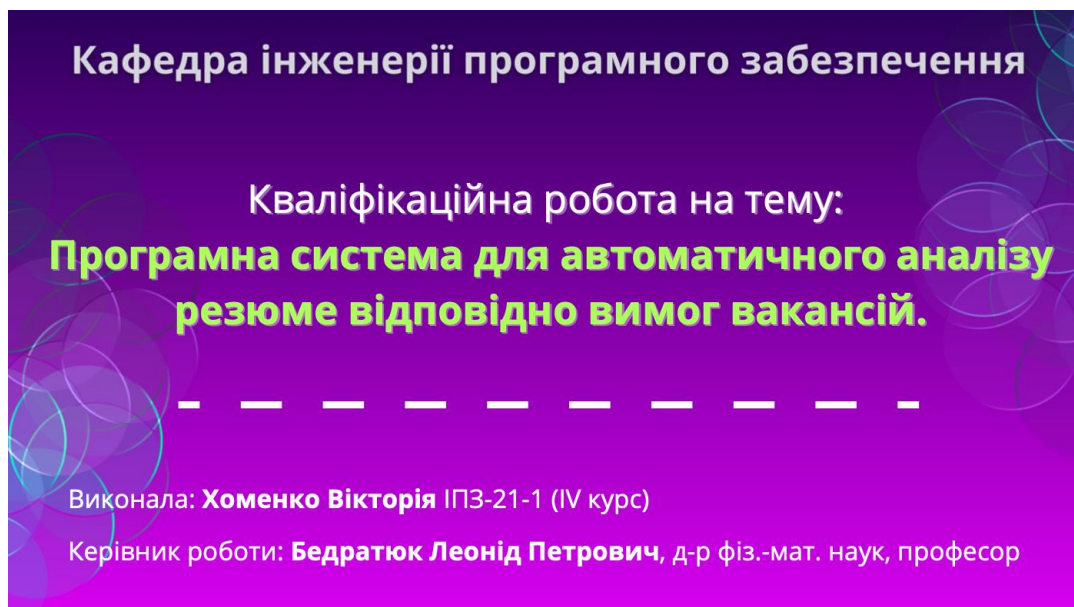 Кафедра інженерії програмного забезпечення
Кваліфікаційна робота на тему:
Програмна система для автоматичного аналізу
резюме відповідно вимог вакансій.
Виконала: Хоменко Вікторія ІПЗ-21-1 (IV курс)
Керівник роботи: Бедратюк Леонід Петрович, д-р фіз.-мат. наук, професор